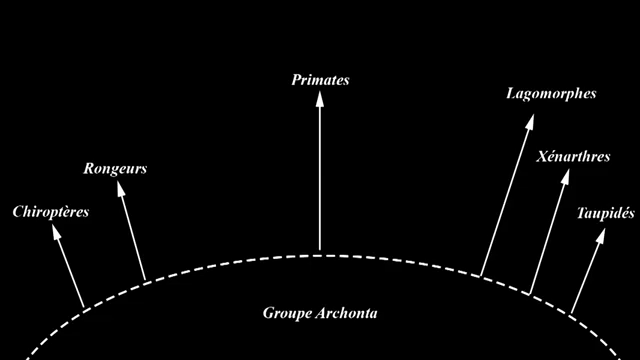 Primates
Lagomorphes
Xénarthres
Rongeurs
Chiroptères
Taupidés
Groupe Archonta